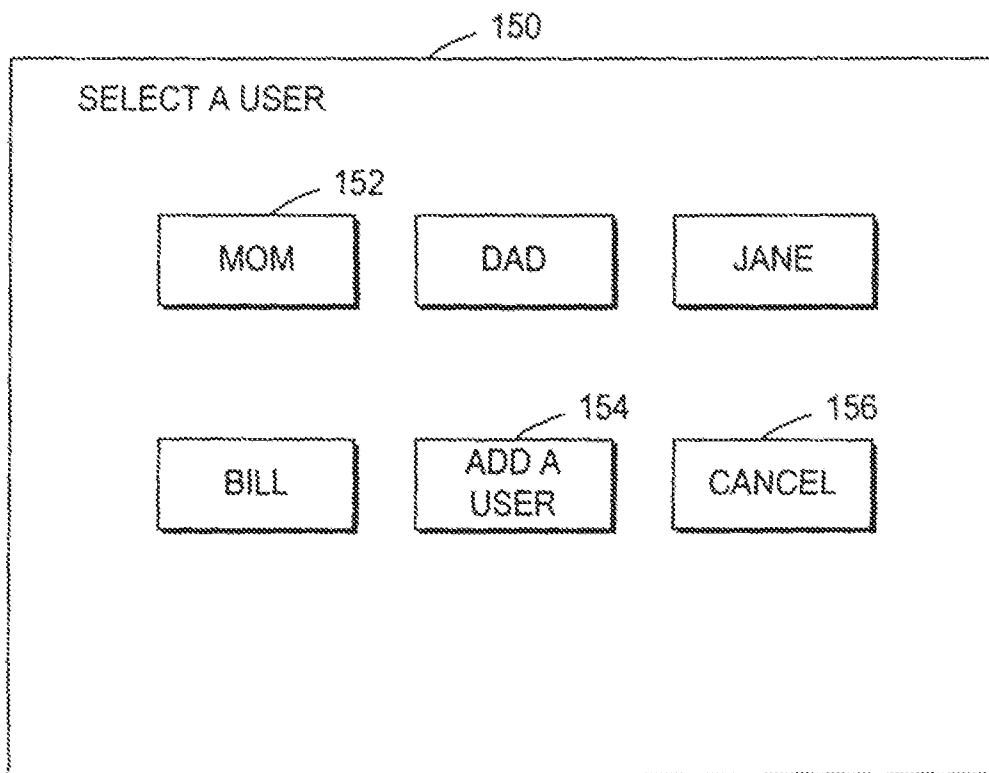 150
SELECT A USER
152
MOM
DAD
JANE
154
156
BILL
ADD A
USER
CANCEL